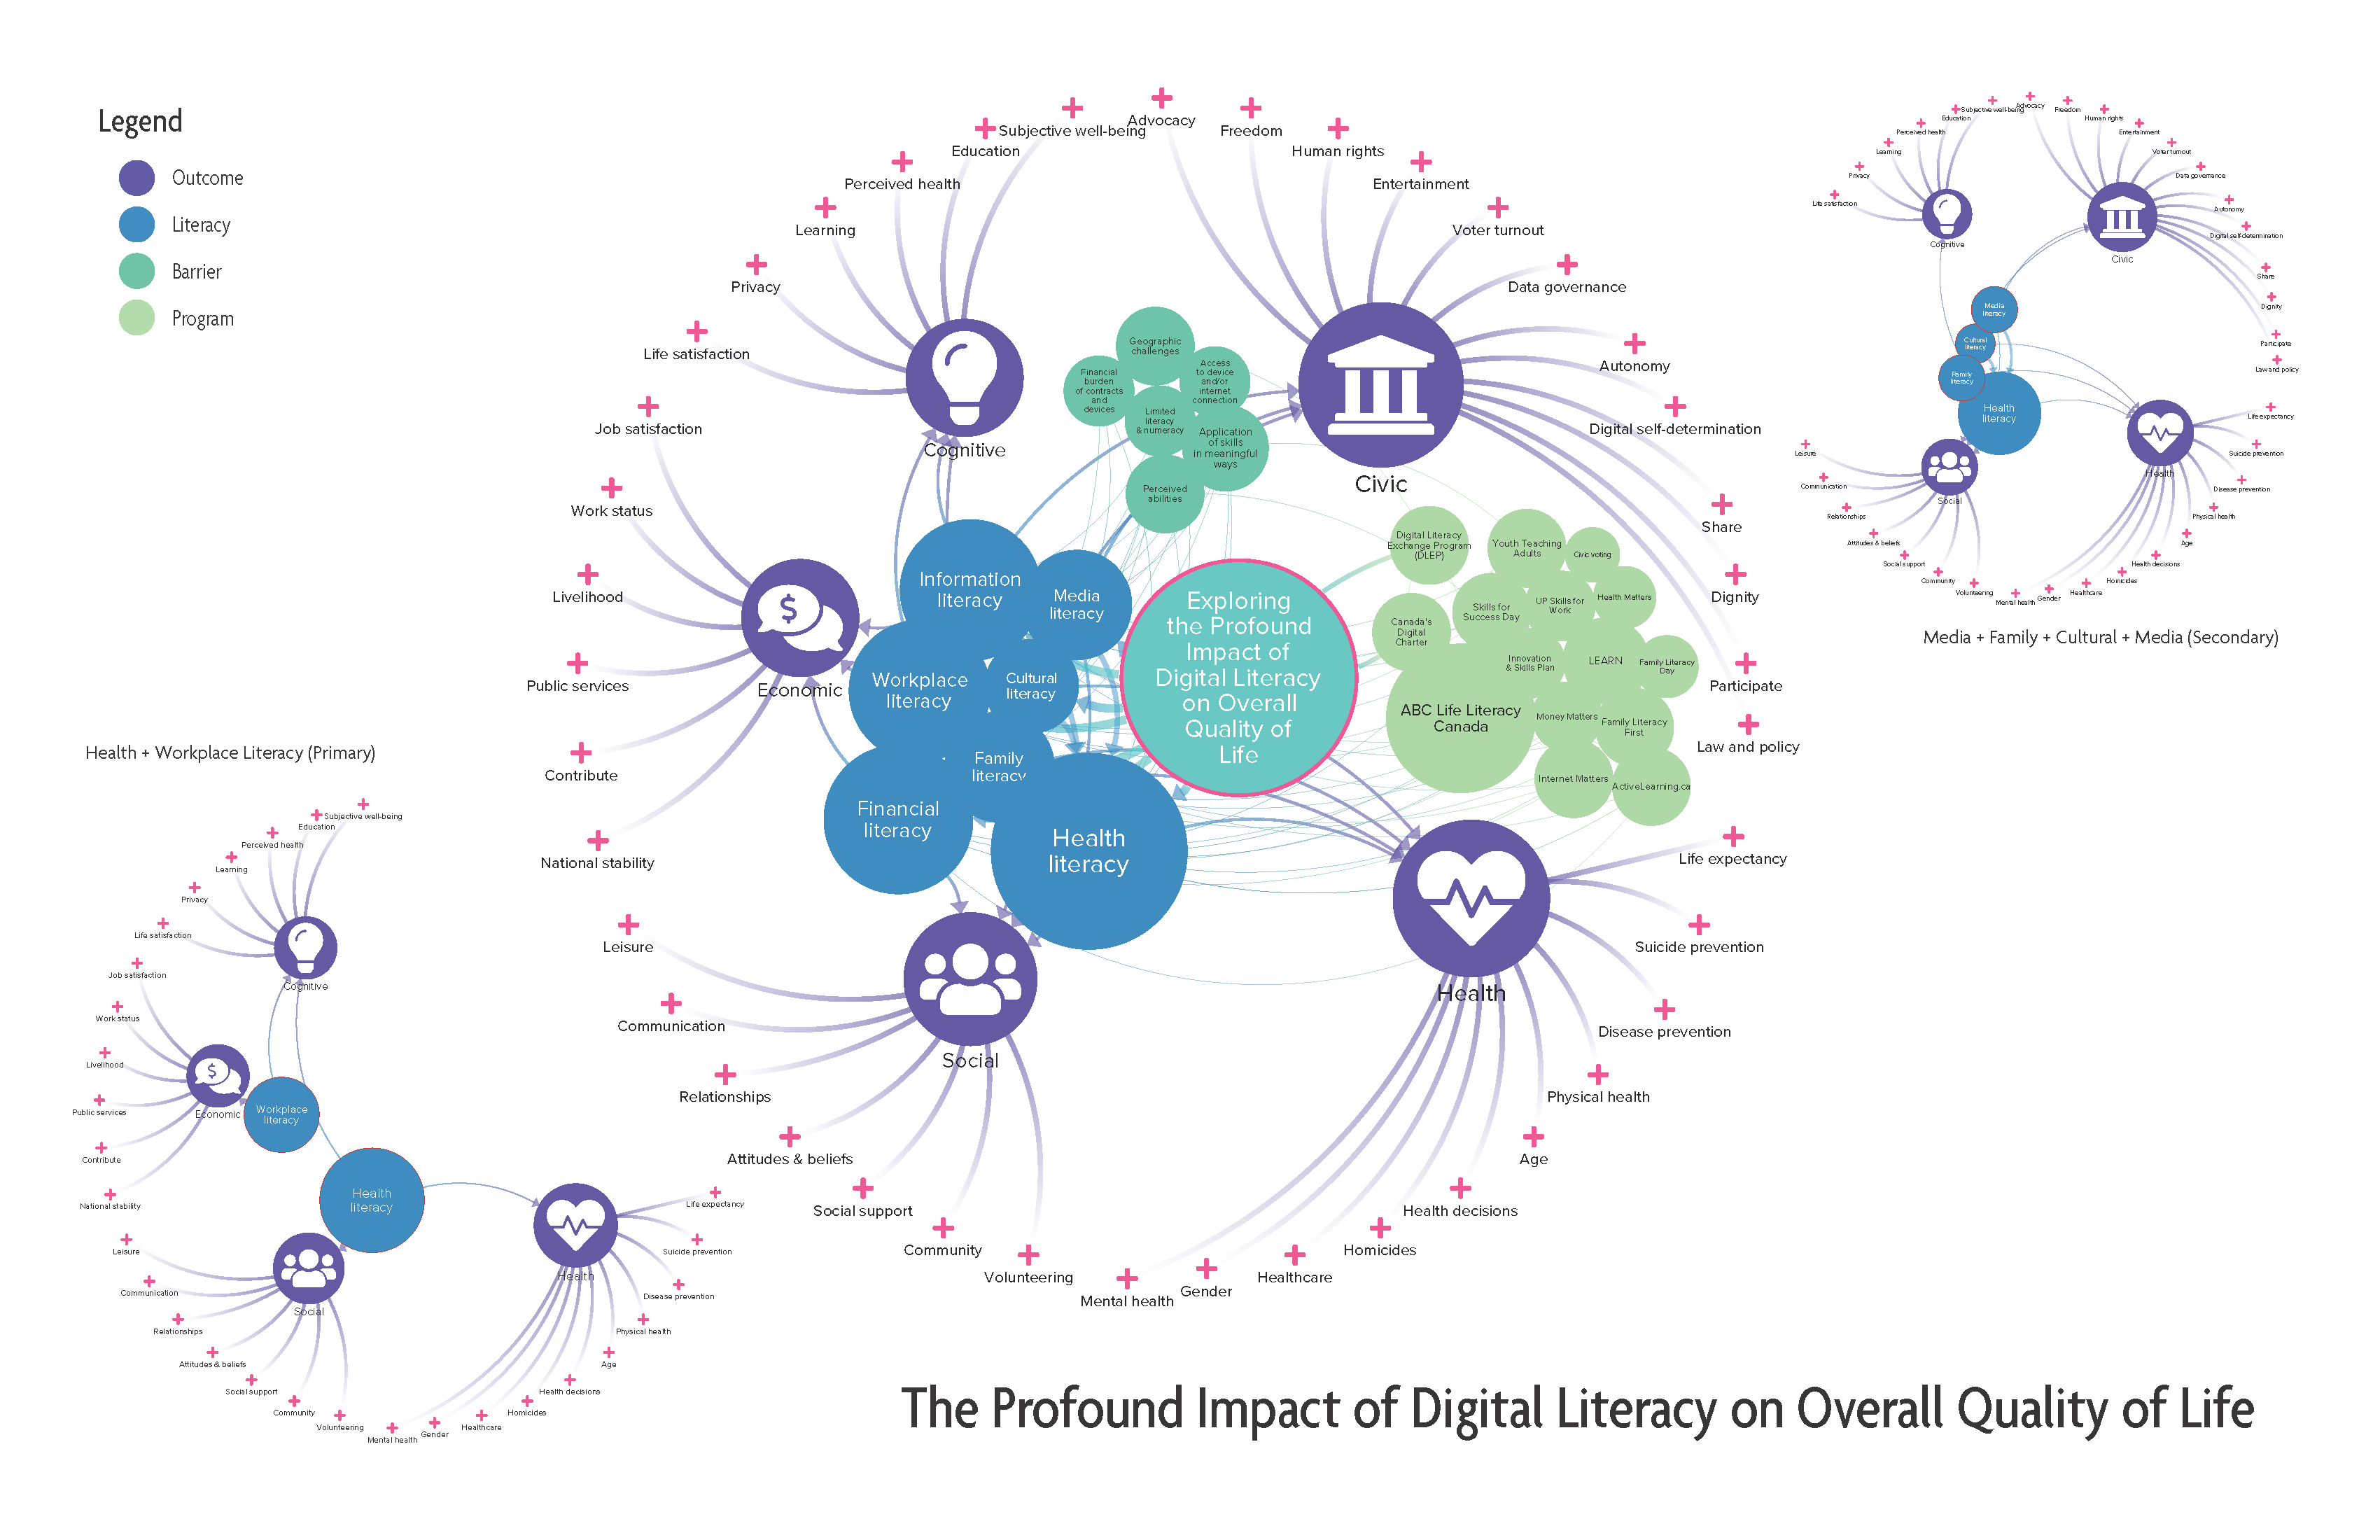 Legend
Outcome
Literacy
Barrier
Program
Advocacy
Subjective well-being
Freedom
Education
Human rights
Perceived health
Entertainment
Learning
Voter turnout
Privacy
Data governance
Life satisfaction
Autonomy
Job satisfaction
Digital self-determination
Work status
Share
Livelihood
Dignity
Public services
Participate
Contribute
Law and policy
National stability
Life expectancy
Leisure
Suicide prevention
Communication
Disease prevention
Relationships
Physical health
Attitudes & beliefs
Age
Social support
Health decisions
Community
Homicides
Volunteering
Healthcare
Mental health
Gender
Cognitive
Civic
Economic
$
Social
Health
Geographic
challenges
Financial
burden
of contracts
and
devices
Access
to device
and/or
internet
connection
Limited
literacy
& numeracy
Application
of skills
in meaningful
ways
Perceived
abilities
Information
literacy
Media
literacy
Workplace
literacy
Cultural
literacy
Family
literacy
Financial
literacy
Health
literacy
Exploring
the Profound
Impact of
Digital Literacy
on Overall
Quality of
Life
Digital Literacy
Exchange Program
(DLEP)
Youth Teaching
Adults
Civic voting
Canada's
Digital
Charter
Skills for
Success Day
UP Skills for
Work
Health Matters
Innovation
& Skills Plan
LEARN
Family Literacy
Day
ABC Life Literacy
Canada
Money Matters
Family Literacy
First
Internet Matters
ActiveLearning.ca
Subjective well-being
Advocacy
Education
Freedom
Human rights
Perceived health
Entertainment
Learning
Voter turnout
Privacy
Data governance
Life satisfaction
Autonomy
Digital self-determination
Cognitive
Civic
Share
Dignity
Media
literacy
Cultural
literacy
Participate
Law and policy
Family
literacy
Health
literacy
Life expectancy
Leisure
Suicide prevention
Health
Communication
Disease prevention
Social
Relationships
Physical health
Attitudes & beliefs
Age
Social support
Health decisions
Community
Homicides
Volunteering
Healthcare
Mental health
Gender
Media + Family + Cultural + Media (Secondary)
Health + Workplace Literacy (Primary)
Subjective well-being
Education
Perceived health
Learning
Privacy
Life satisfaction
Job satisfaction
Cognitive
Work status
Livelihood
$
Public services
Economic
Workplace
literacy
Contribute
National stability
Health
literacy
Life expectancy
Leisure
Suicide prevention
Health
Communication
Disease prevention
Social
Relationships
Physical health
Attitudes & beliefs
Age
Social support
Health decisions
Community
Homicides
Volunteering
Healthcare
Mental health
Gender
The Profound Impact of Digital Literacy on Overall Quality of Life